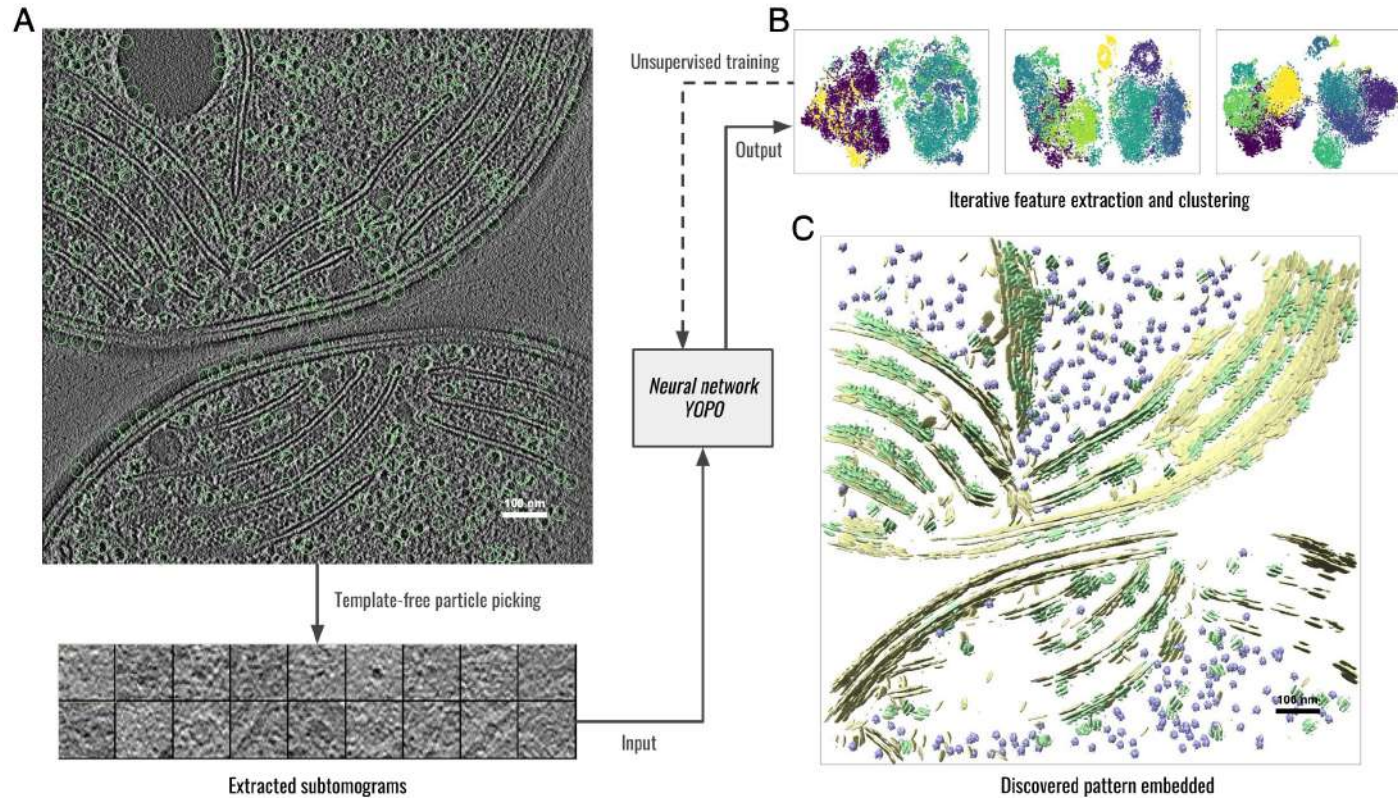 A
B
Unsupervised training
Output
Iterative feature extraction and clustering
C
Neural network
YOPO
100 nm
Template-free particle picking
Input
Extracted subtomograms
100 nm
Discovered pattern embedded